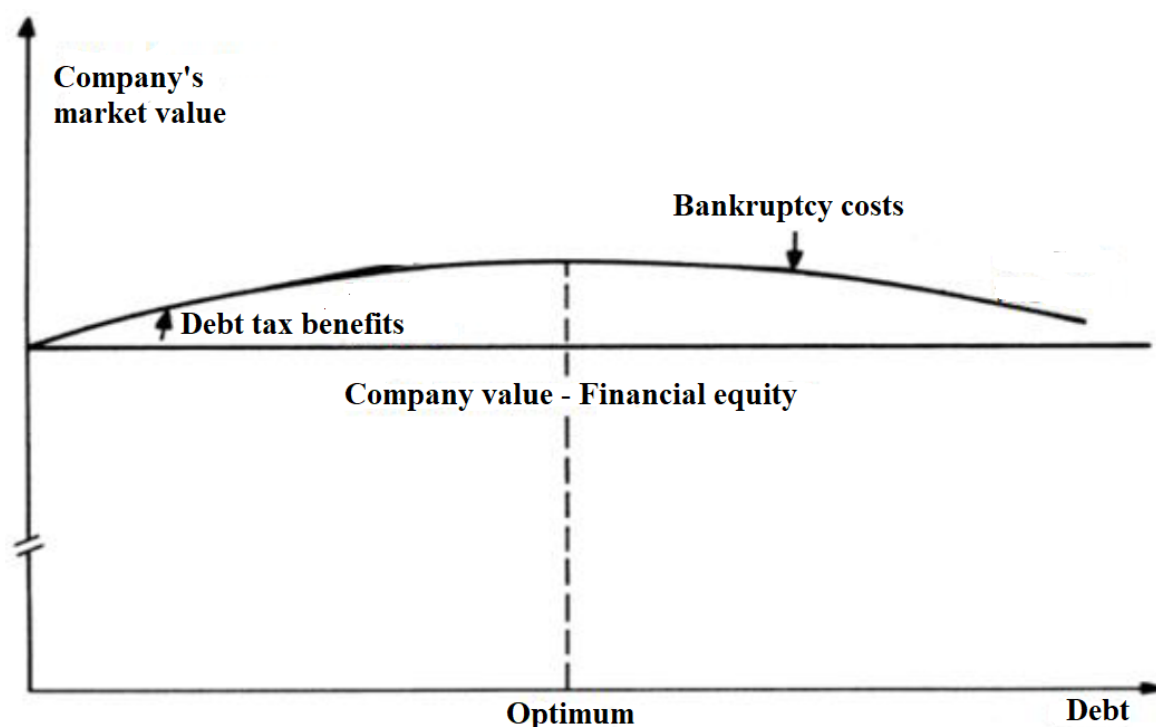 Company's
market value
Bankruptcy costs
Debt tax benefits
Company value - Financial equity
Optimum
Debt